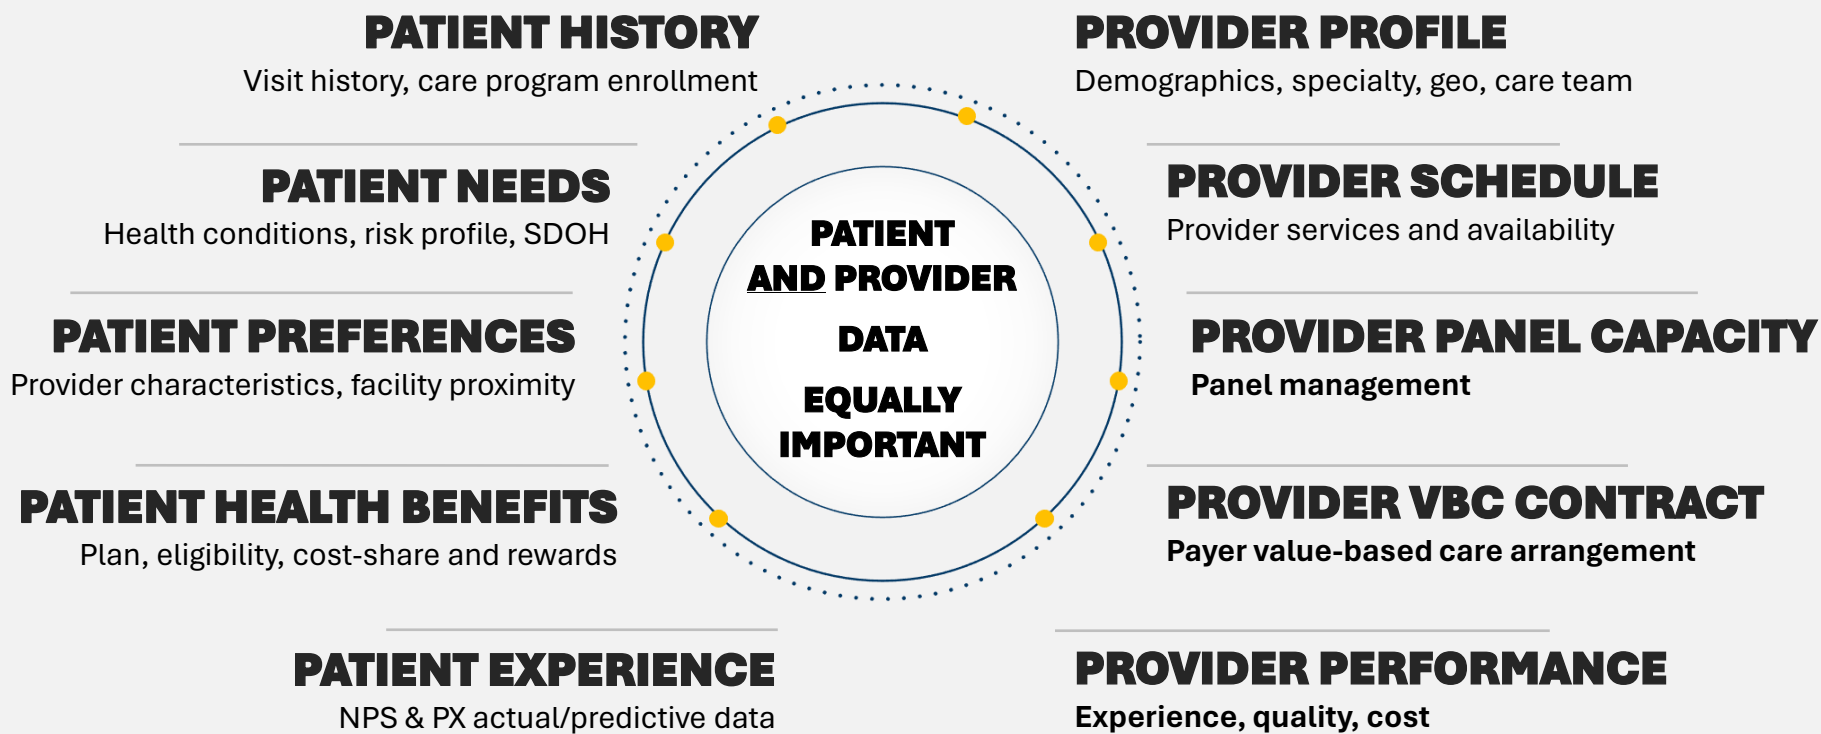 PATIENT HISTORY
Visit history, care program enrollment
PATIENT NEEDS
Health conditions, risk profile, SDOH
PATIENT PREFERENCES
Provider characteristics, facility proximity
PATIENT HEALTH BENEFITS
Plan, eligibility, cost-share and rewards
PATIENT EXPERIENCE
NPS & PX actual/predictive data
PATIENT
AND PROVIDER
DATA
EQUALLY
IMPORTANT
PROVIDER PROFILE
Demographics, specialty, geo, care team
PROVIDER SCHEDULE
Provider services and availability
PROVIDER PANEL CAPACITY
Panel management
PROVIDER VBC CONTRACT
Payer value-based care arrangement
PROVIDER PERFORMANCE
Experience, quality, cost